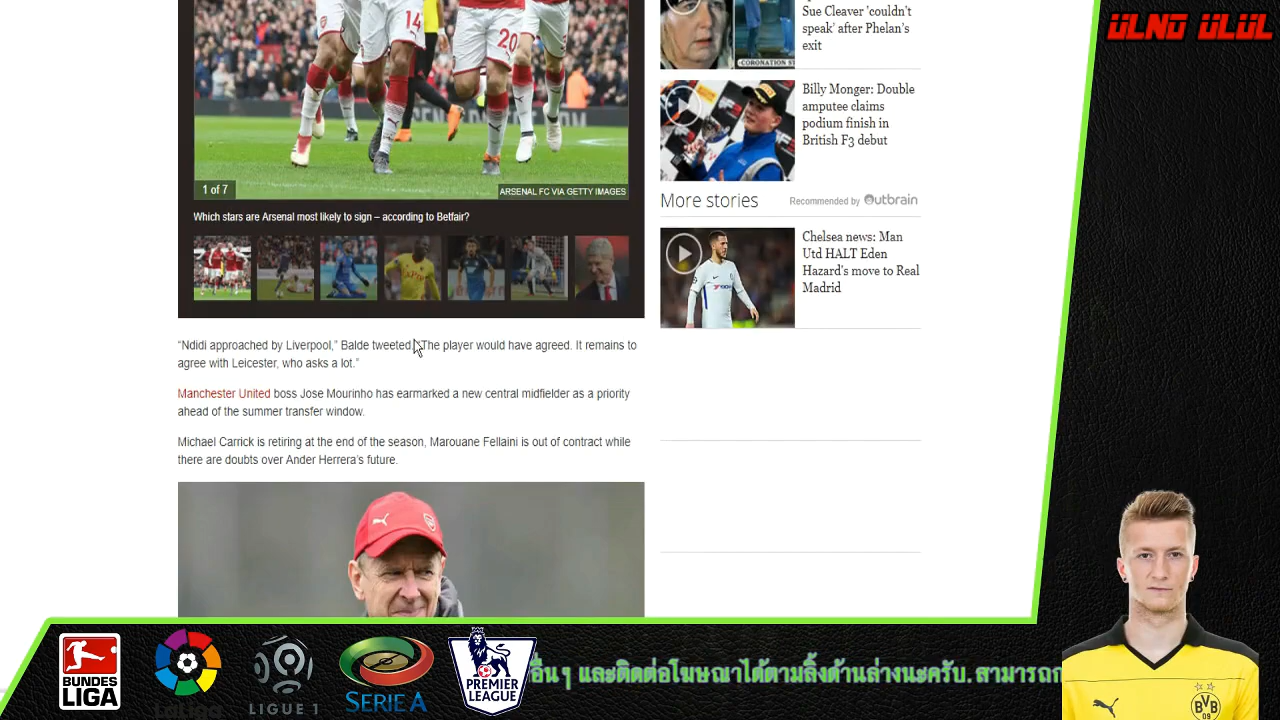 Sue Cleaver 'couldn't
speak' after Phelan's
exit
CORONATION ST
Billy Monger: Double
amputee claims
podium finish in
British F3 debut
14
20
1 of 7
ARSENAL FC VIA GETTY IMAGES
Which stars are Arsenal most likely to sign – according to Betfair?
More stories
Recommended by Outbrain
Chelsea news: Man
Utd HALT Eden
Hazard's move to Real
Madrid
“Ndidi approached by Liverpool,” Balde tweeted. “The player would have agreed. It remains to
agree with Leicester, who asks a lot.”
Manchester United boss Jose Mourinho has earmarked a new central midfielder as a priority
ahead of the summer transfer window.
Michael Carrick is retiring at the end of the season, Marouane Fellaini is out of contract while
there are doubts over Ander Herrera's future.
BUNDES
LIGA
LaLiga
LIGUE 1
SERIE A
PREMIER
LEAGUE
อื่นๆ และติดต่อโฆษณาได้ตามลิ้งด้านล่างนะครับ. สามารถ
BVB
09